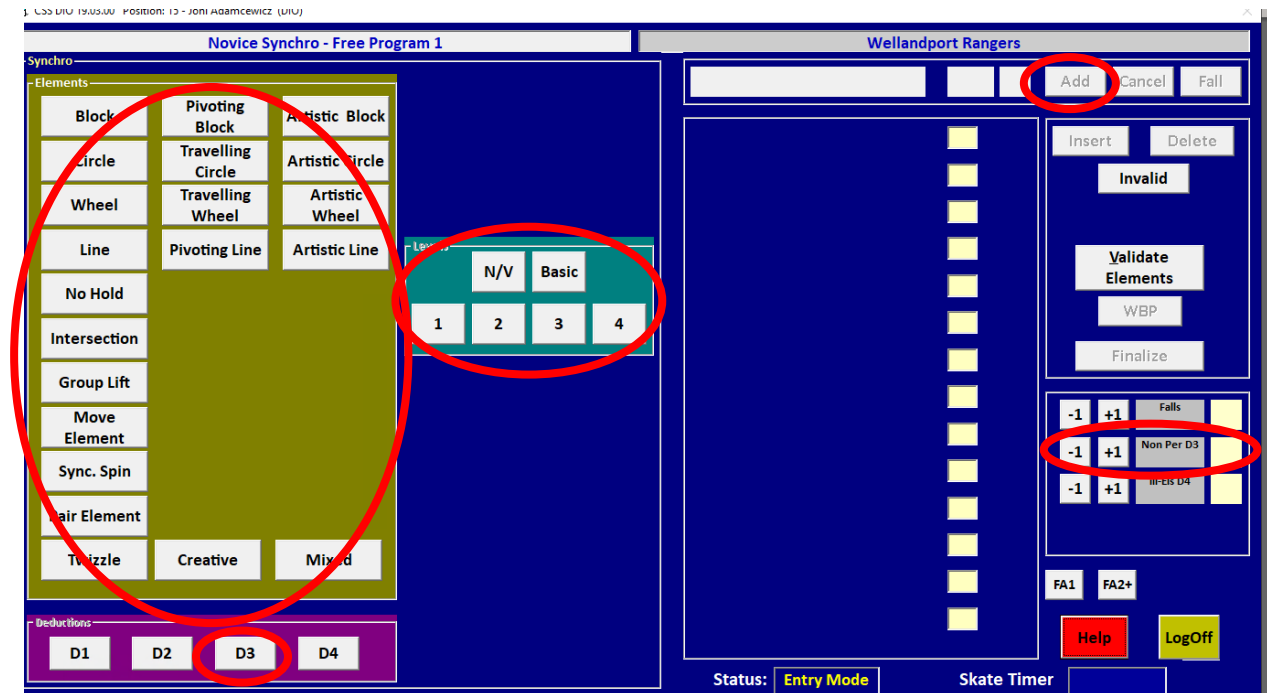 CSS DIO 19.03.00 Position: 15 - Joni Adamcewicz (DIO)
Novice Synchro - Free Program 1
Wellandport Rangers
Synchro
Elements
Block
Pivoting
Block
Artistic Block
Circle
Travelling
Circle
Artistic Circle
Wheel
Travelling
Wheel
Artistic
Wheel
Line
Pivoting Line
Artistic Line
No Hold
Intersection
Group Lift
Move
Element
Sync. Spin
Pair Element
Twizzle
Creative
Mixed
Levels
N/V
Basic
1
2
3
4
Deductions
D1
D2
D3
D4
Add
Cancel
Fall
Insert
Delete
Invalid
Validate
Elements
WBP
Finalize
-1
+1
Falls
-1
+1
Non Per D3
-1
+1
Ill-Els D4
FA1
FA2+
Help
LogOff
Status: Entry Mode
Skate Timer